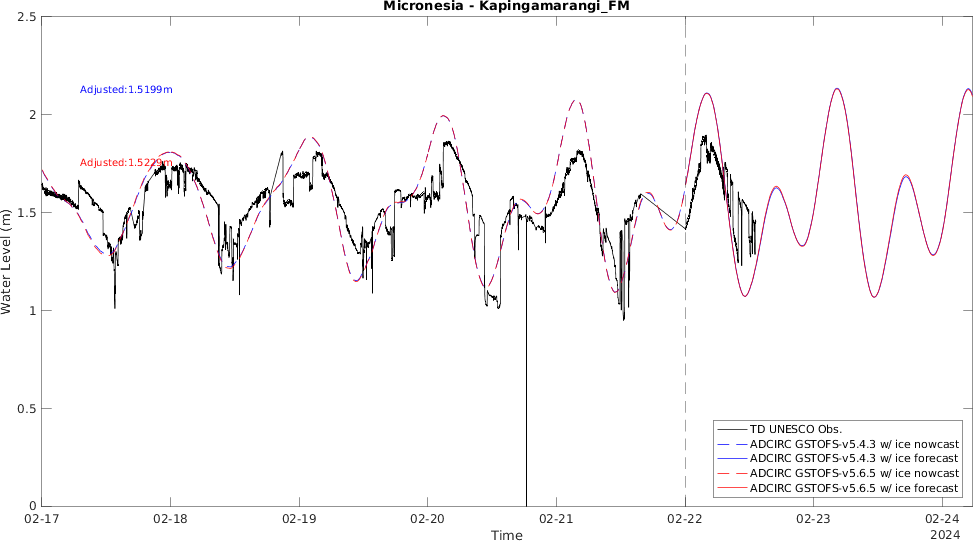 Micronesia - Kapingamarangi_FM
2.5
Adjusted:1.5199m
2
Adjusted:1.5229m
1.5
Water Level (m)
1
0.5
TD UNESCO Obs.
ADCIRC GSTOFS-v5.4.3 w/ ice nowcast
ADCIRC GSTOFS-v5.4.3 w/ ice forecast
ADCIRC GSTOFS-v5.6.5 w/ ice nowcast
ADCIRC GSTOFS-v5.6.5 w/ ice forecast
0
02-17 02-18 02-19 02-20 02-21 02-22 02-23 02-24
Time 2024